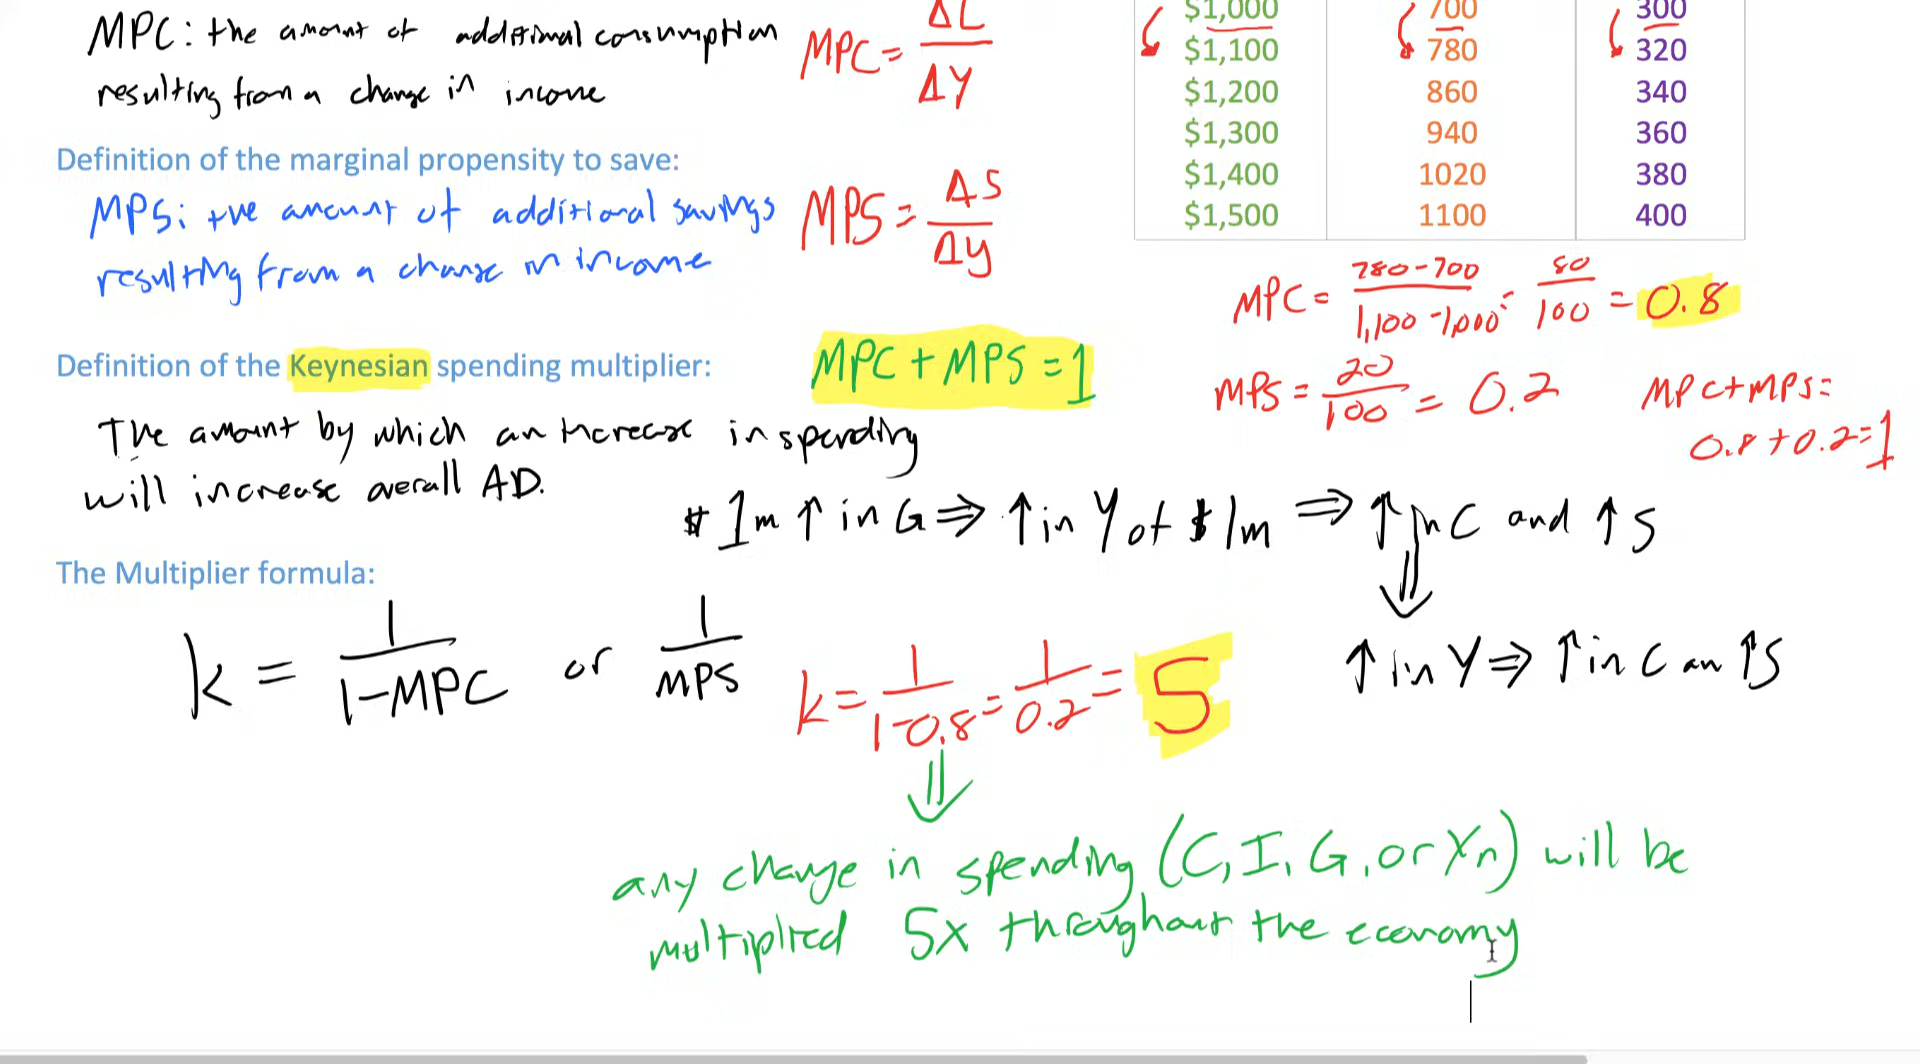 MPC: the amount of additional consumption
resulting from a change in income
MPC = ΔC / ΔY
$1,000 700 300
$1,100 780 320
$1,200 860 340
$1,300 940 360
$1,400 1020 380
$1,500 1100 400
Definition of the marginal propensity to save:
MPS: the amount of additional savings
resulting from a change in income
MPS = ΔS / ΔY
MPC = 780-700 / 1,100-1,000 = 80 / 100 = 0.8
MPS = 20 / 100 = 0.2
MPC+MPS=
0.8+0.2=1
Definition of the Keynesian spending multiplier:
MPC + MPS = 1
The amount by which an increase in spending
will increase overall AD.
$1m ↑ in G ⇒ ↑ in Y of $1m ⇒ ↑ in C and ↑ S
⇓
↑ in Y ⇒ ↑ in C an ↑S
The Multiplier formula:
k = 1 / 1-MPC or 1 / MPS
k = 1 / 1-0.8 = 1 / 0.2 = 5
⇓
any change in spending (C, I, G, or Xn) will be
multiplied 5x throughout the economy